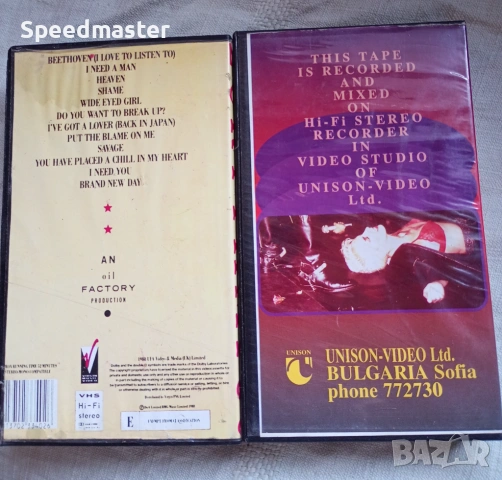 Speedmaster
BEETHOVEN (I LOVE TO LISTEN TO)
I NEED A MAN
HEAVEN
SHAME
WIDE EYED GIRL
DO YOU WANT TO BREAK UP?
I'VE GOT A LOVER (BACK IN JAPAN)
PUT THE BLAME ON ME
SAVAGE
YOU HAVE PLACED A CHILL IN MY HEART
I NEED YOU
BRAND NEW DAY
AN
oil
FACTORY
PRODUCTION
VHS
Hi-Fi
stereo
E
THIS TAPE
IS RECORDED
AND
MIXED
ON
Hi-Fi STEREO
RECORDER
IN
VIDEO STUDIO
OF
UNISON-VIDEO
Ltd.
UNISON
UNISON-VIDEO Ltd.
BULGARIA Sofia
phone 772730
BAZAR